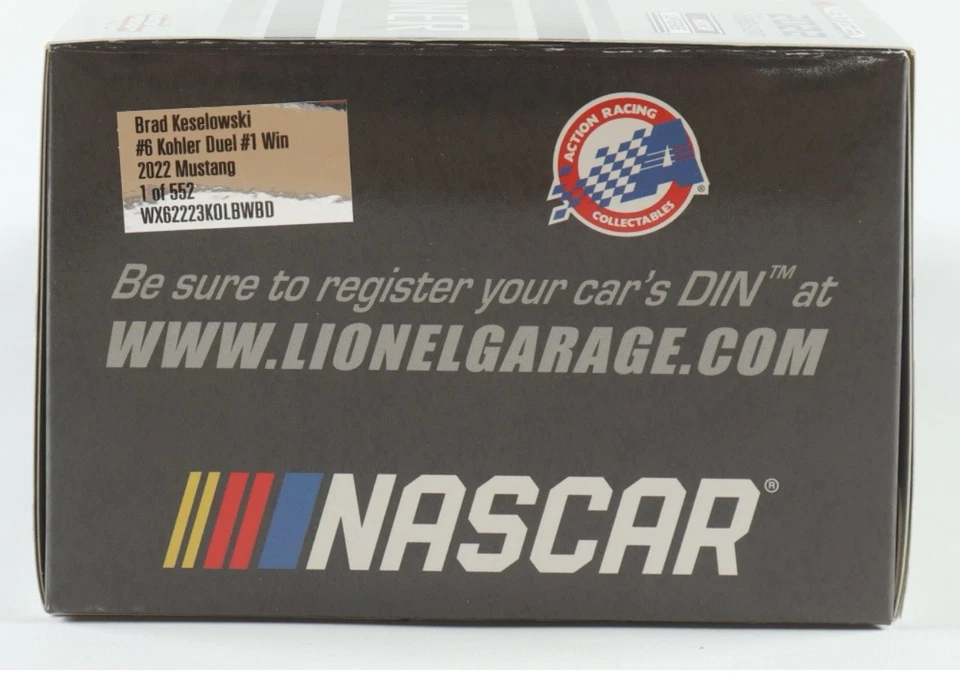 Brad Keselowski
#6 Kohler Duel #1 Win
2022 Mustang
1 of 552
WX62223KOLBWBD
ACTION RACING
COLLECTABLES
®
Be sure to register your car's DIN™ at
WWW.LIONELGARAGE.COM
NASCAR®